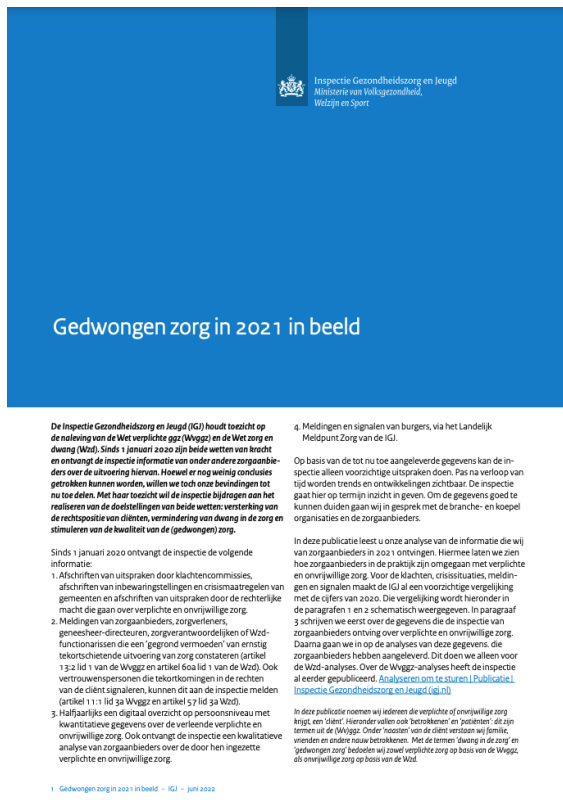 Inspectie Gezondheidszorg en Jeugd
Ministerie van Volksgezondheid,
Welzijn en Sport
Gedwongen zorg in 2021 in beeld
De Inspectie Gezondheidszorg en Jeugd (IGJ) houdt toezicht op
de naleving van de Wet verplichte ggz (Wvggz) en de Wet zorg en
dwang (Wzd). Sinds 1 januari 2020 zijn beide wetten van kracht
en ontvangt de inspectie informatie van onder andere zorgaanbie-
ders over de uitvoering hiervan. Hoewel er nog weinig conclusies
getrokken kunnen worden, willen we toch onze bevindingen tot
nu toe delen. Met haar toezicht wil de inspectie bijdragen aan het
realiseren van de doelstellingen van beide wetten: versterking van
de rechtspositie van cliënten, vermindering van dwang in de zorg en
stimuleren van de kwaliteit van de (gedwongen) zorg.
Sinds 1 januari 2020 ontvangt de inspectie de volgende
informatie:
1. Afschriften van uitspraken door klachtencommissies,
afschriften van inbewaringstellingen en crisismaatregelen van
gemeenten en afschriften van uitspraken door de rechterlijke
macht die gaan over verplichte en onvrijwillige zorg.
2. Meldingen van zorgaanbieders, zorgverleners,
geneesheer-directeuren, zorgverantwoordelijken of Wzd-
functionarissen die een 'gegrond vermoeden' van ernstig
tekortschietende uitvoering van zorg constateren (artikel
13:2 lid 1 van de Wvggz en artikel 60a lid 1 van de Wzd). Ook
vertrouwenspersonen die tekortkomingen in de rechten
van de cliënt signaleren, kunnen dit aan de inspectie melden
(artikel 11:1 lid 3a Wvggz en artikel 57 lid 3a Wzd).
3. Halfjaarlijks een digitaal overzicht op persoonsniveau met
kwantitatieve gegevens over de verleende verplichte en
onvrijwillige zorg. Ook ontvangt de inspectie een kwalitatieve
analyse van zorgaanbieders over de door hen ingezette
verplichte en onvrijwillige zorg.
4. Meldingen en signalen van burgers, via het Landelijk
Meldpunt Zorg van de IGJ.
Op basis van de tot nu toe aangeleverde gegevens kan de in-
spectie alleen voorzichtige uitspraken doen. Pas na verloop van
tijd worden trends en ontwikkelingen zichtbaar. De inspectie
gaat hier op termijn inzicht in geven. Om de gegevens goed te
kunnen duiden gaan wij in gesprek met de branche- en koepel
organisaties en de zorgaanbieders.
In deze publicatie leest u onze analyse van de informatie die wij
van zorgaanbieders in 2021 ontvingen. Hiermee laten we zien
hoe zorgaanbieders in de praktijk zijn omgegaan met verplichte
en onvrijwillige zorg. Voor de klachten, crisissituaties, meldin-
gen en signalen maakt de IGJ al een voorzichtige vergelijking
met de cijfers van 2020. Die vergelijking wordt hieronder in
de paragrafen 1 en 2 schematisch weergegeven. In paragraaf
3 schrijven we eerst over de gegevens die de inspectie van
zorgaanbieders ontving over verplichte en onvrijwillige zorg.
Daarna gaan we in op de analyses van deze gegevens. die
zorgaanbieders hebben aangeleverd. Dit doen we alleen voor
de Wzd-analyses. Over de Wvggz-analyses heeft de inspectie
al eerder gepubliceerd. Analyseren om te sturen | Publicatie |
Inspectie Gezondheidszorg en Jeugd (igj.nl)
In deze publicatie noemen wij iedereen die verplichte of onvrijwillige zorg
krijgt, een 'cliënt'. Hieronder vallen ook 'betrokkenen' en 'patiënten': dit zijn
termen uit de (Wv)ggz. Onder 'naasten' van de cliënt verstaan wij familie,
vrienden en andere nauw betrokkenen. Met de termen 'dwang in de zorg' en
'gedwongen zorg' bedoelen wij zowel verplichte zorg op basis van de Wvggz,
als onvrijwillige zorg op basis van de Wzd.
1 Gedwongen zorg in 2021 in beeld - IGJ - juni 2022